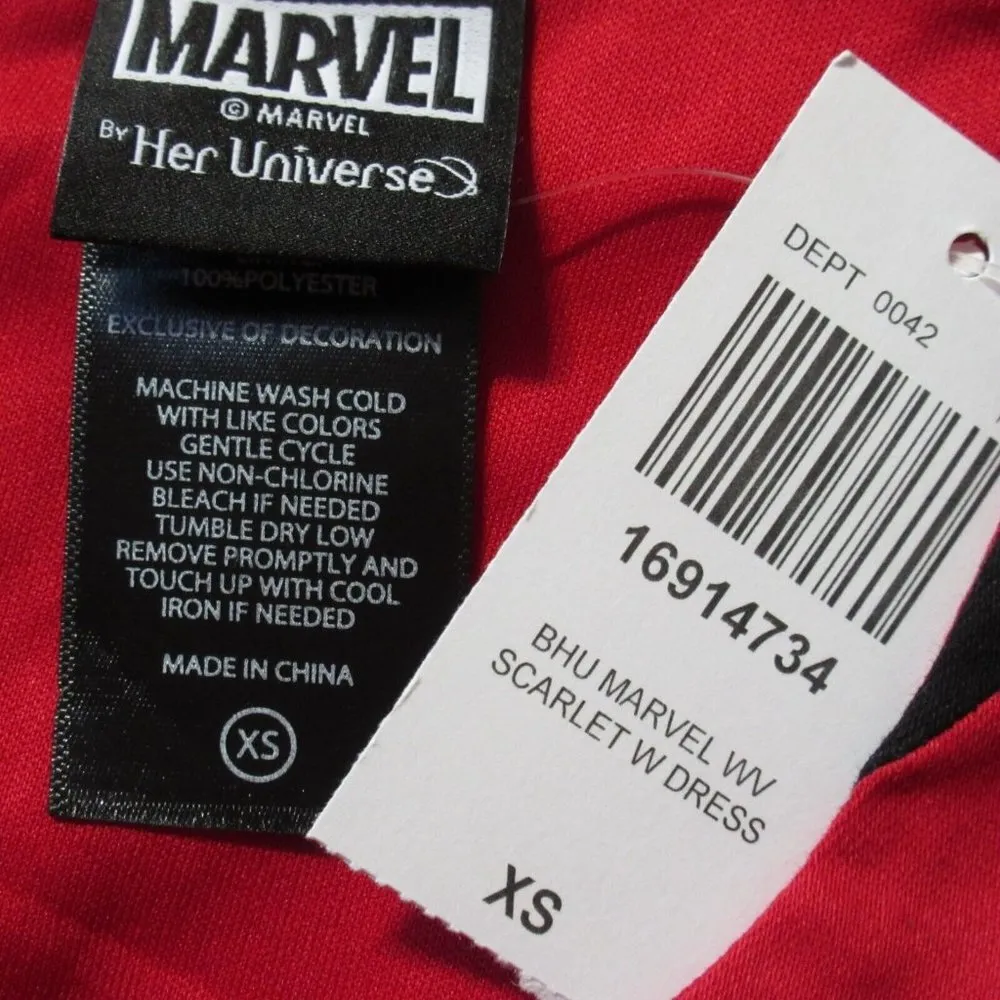 MARVEL
© MARVEL
BY Her Universe
100% POLYESTER
EXCLUSIVE OF DECORATION
MACHINE WASH COLD
WITH LIKE COLORS
GENTLE CYCLE
USE NON-CHLORINE
BLEACH IF NEEDED
TUMBLE DRY LOW
REMOVE PROMPTLY AND
TOUCH UP WITH COOL
IRON IF NEEDED
MADE IN CHINA
XS
DEPT 0042
16914734
BHU MARVEL WV
SCARLET W DRESS
XS